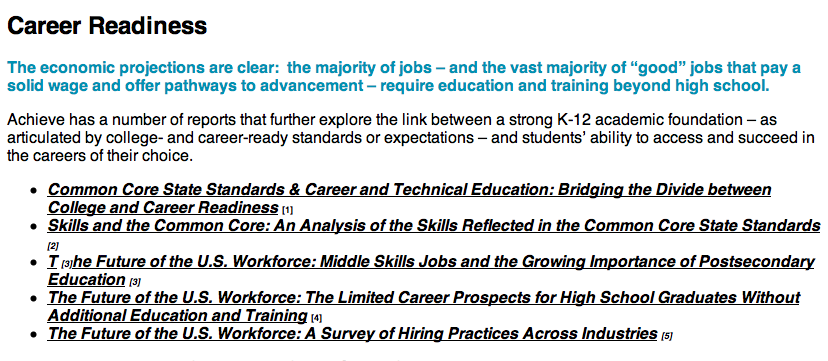 Career Readiness
The economic projections are clear:  the majority of jobs – and the vast majority of “good” jobs that pay a
solid wage and offer pathways to advancement – require education and training beyond high school.
Achieve has a number of reports that further explore the link between a strong K-12 academic foundation – as
articulated by college- and career-ready standards or expectations – and students’ ability to access and succeed in
the careers of their choice.
• Common Core State Standards & Career and Technical Education: Bridging the Divide between
College and Career Readiness [1]
• Skills and the Common Core: An Analysis of the Skills Reflected in the Common Core State Standards
[2]
• T [3]he Future of the U.S. Workforce: Middle Skills Jobs and the Growing Importance of Postsecondary
Education [3]
• The Future of the U.S. Workforce: The Limited Career Prospects for High School Graduates Without
Additional Education and Training [4]
• The Future of the U.S. Workforce: A Survey of Hiring Practices Across Industries [5]